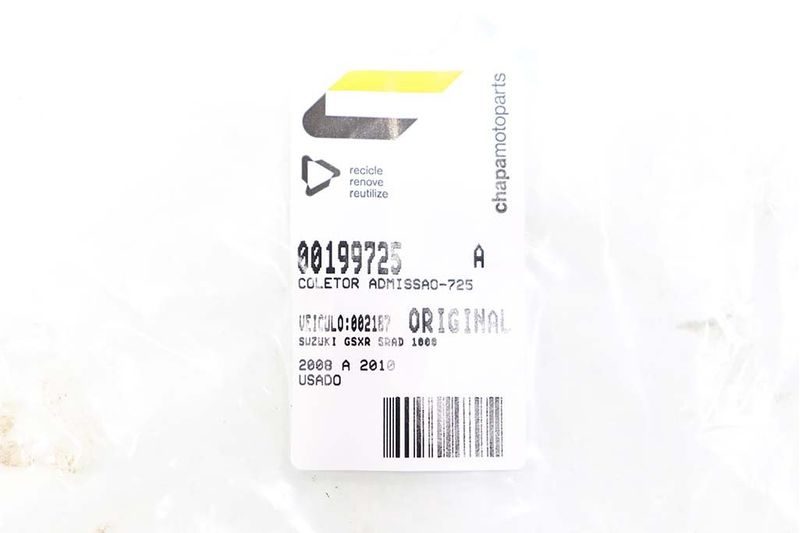 chapamotoparts
recicle
renove
reutilize
00199725 A
COLETOR ADMISSAO-725
VEICULO:002187 ORIGINAL
SUZUKI GSXR SRAD 1000
2008 A 2010
USADO